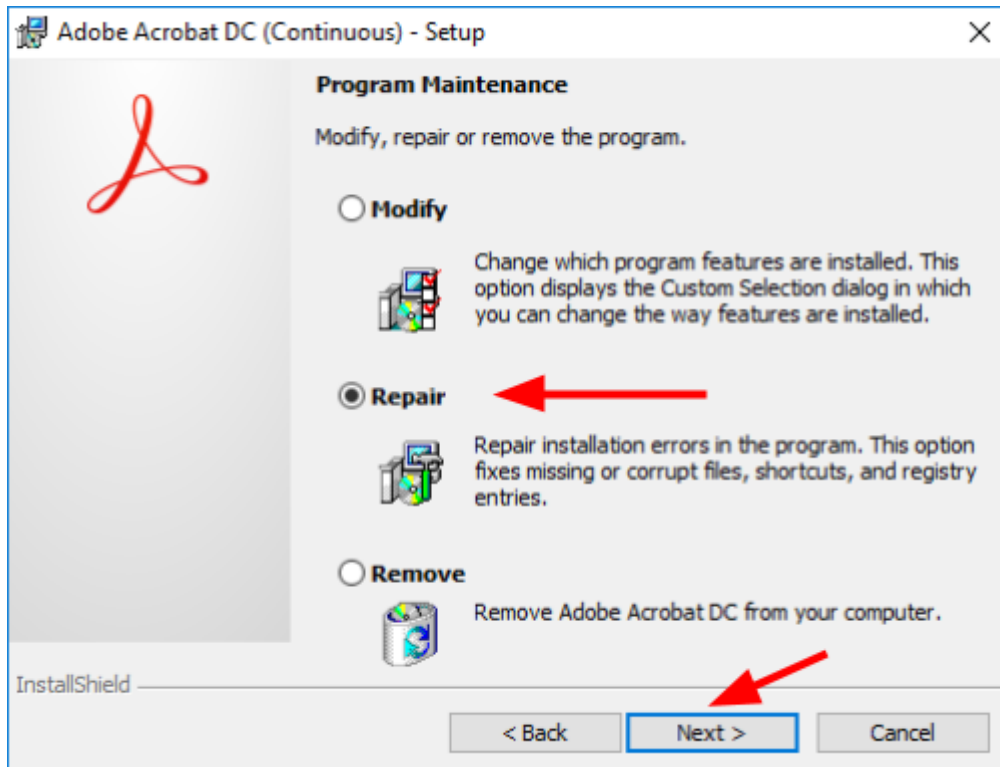 Adobe Acrobat DC (Continuous) - Setup
Program Maintenance
Modify, repair or remove the program.
Modify
Change which program features are installed. This
option displays the Custom Selection dialog in which
you can change the way features are installed.
Repair
Repair installation errors in the program. This option
fixes missing or corrupt files, shortcuts, and registry
entries.
Remove
Remove Adobe Acrobat DC from your computer.
InstallShield
< Back Next > Cancel